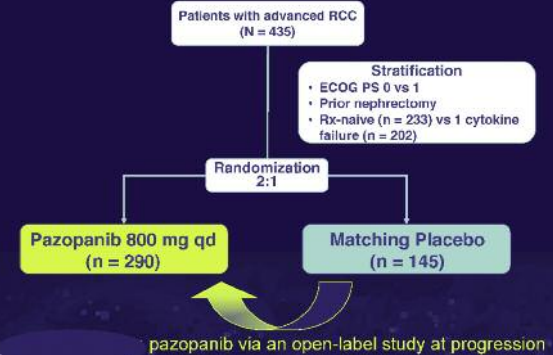 Patients with advanced RCC
(N = 435)
Stratification
• ECOG PS 0 vs 1
• Prior nephrectomy
• Rx-naive (n = 233) vs 1 cytokine
failure (n = 202)
Randomization
2:1
Pazopanib 800 mg qd
(n = 290)
Matching Placebo
(n = 145)
pazopanib via an open-label study at progression